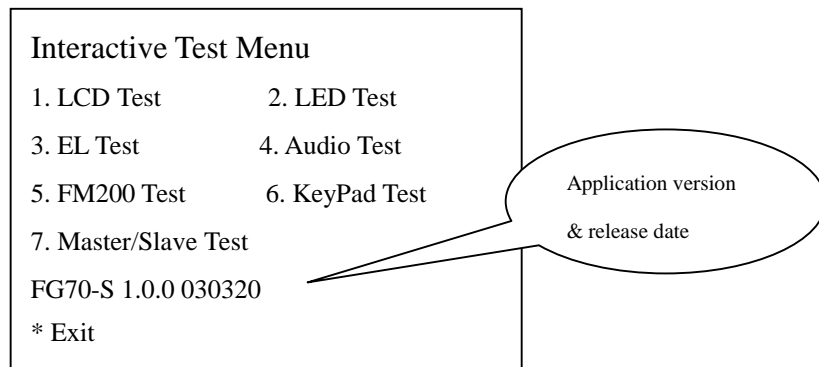 Interactive Test Menu
1. LCD Test 2. LED Test
3. EL Test 4. Audio Test
5. FM200 Test 6. KeyPad Test
7. Master/Slave Test
FG70-S 1.0.0 030320
* Exit
Application version
& release date